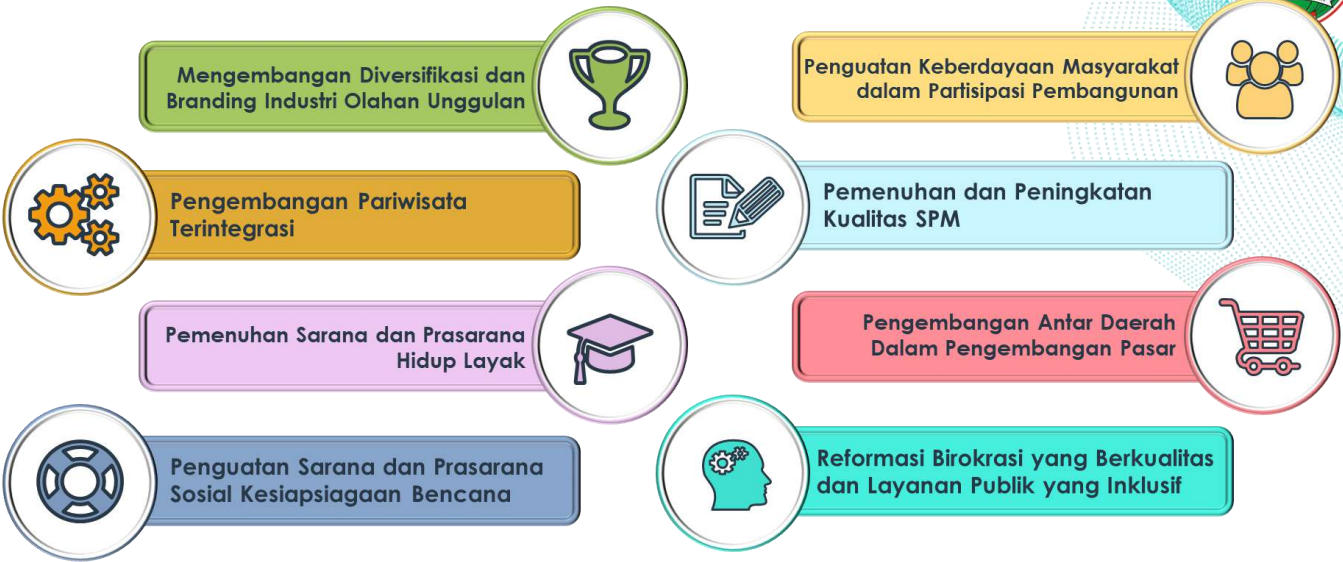 Mengembangan Diversifikasi dan
Branding Industri Olahan Unggulan
Pengembangan Pariwisata
Terintegrasi
Pemenuhan Sarana dan Prasarana
Hidup Layak
Penguatan Sarana dan Prasarana
Sosial Kesiapsiagaan Bencana
Penguatan Keberdayaan Masyarakat
dalam Partisipasi Pembangunan
Pemenuhan dan Peningkatan
Kualitas SPM
Pengembangan Antar Daerah
Dalam Pengembangan Pasar
Reformasi Birokrasi yang Berkualitas
dan Layanan Publik yang Inklusif